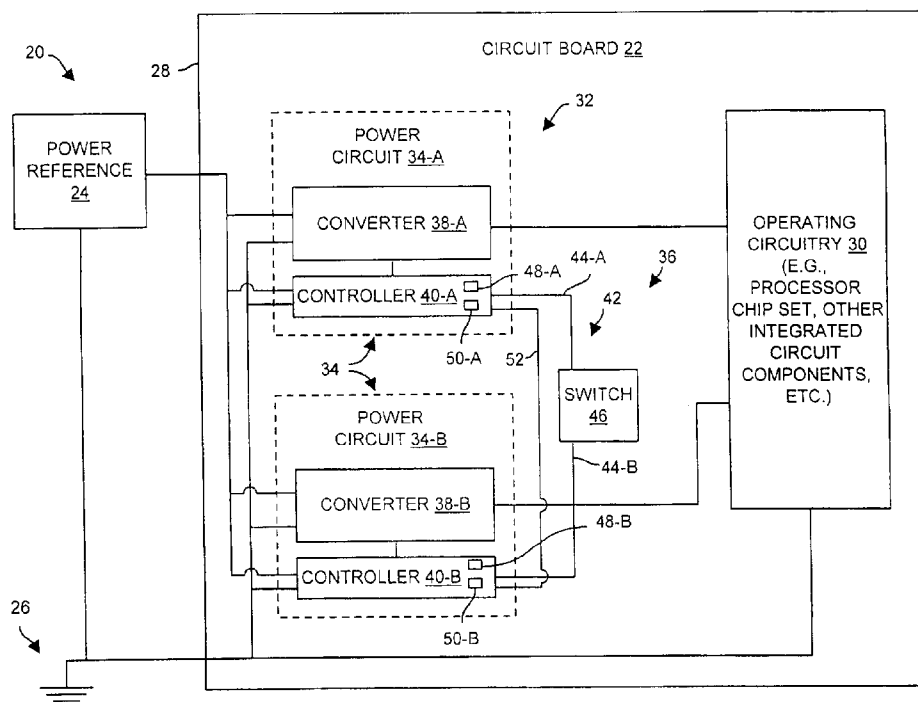 CIRCUIT BOARD 22
20
28
32
POWER
REFERENCE
24
POWER
CIRCUIT 34-A
CONVERTER 38-A
CONTROLLER 40-A
48-A
50-A
44-A
36
42
52
34
SWITCH
46
44-B
OPERATING
CIRCUITRY 30
(E.G.,
PROCESSOR
CHIP SET, OTHER
INTEGRATED
CIRCUIT
COMPONENTS,
ETC.)
POWER
CIRCUIT 34-B
CONVERTER 38-B
CONTROLLER 40-B
48-B
50-B
26